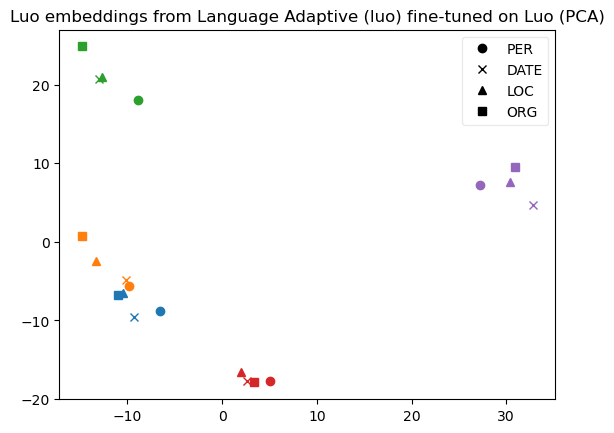 Luo embeddings from Language Adaptive (luo) fine-tuned on Luo (PCA)
PER
DATE
LOC
ORG
20
10
0
−10
−20
−10
0
10
20
30